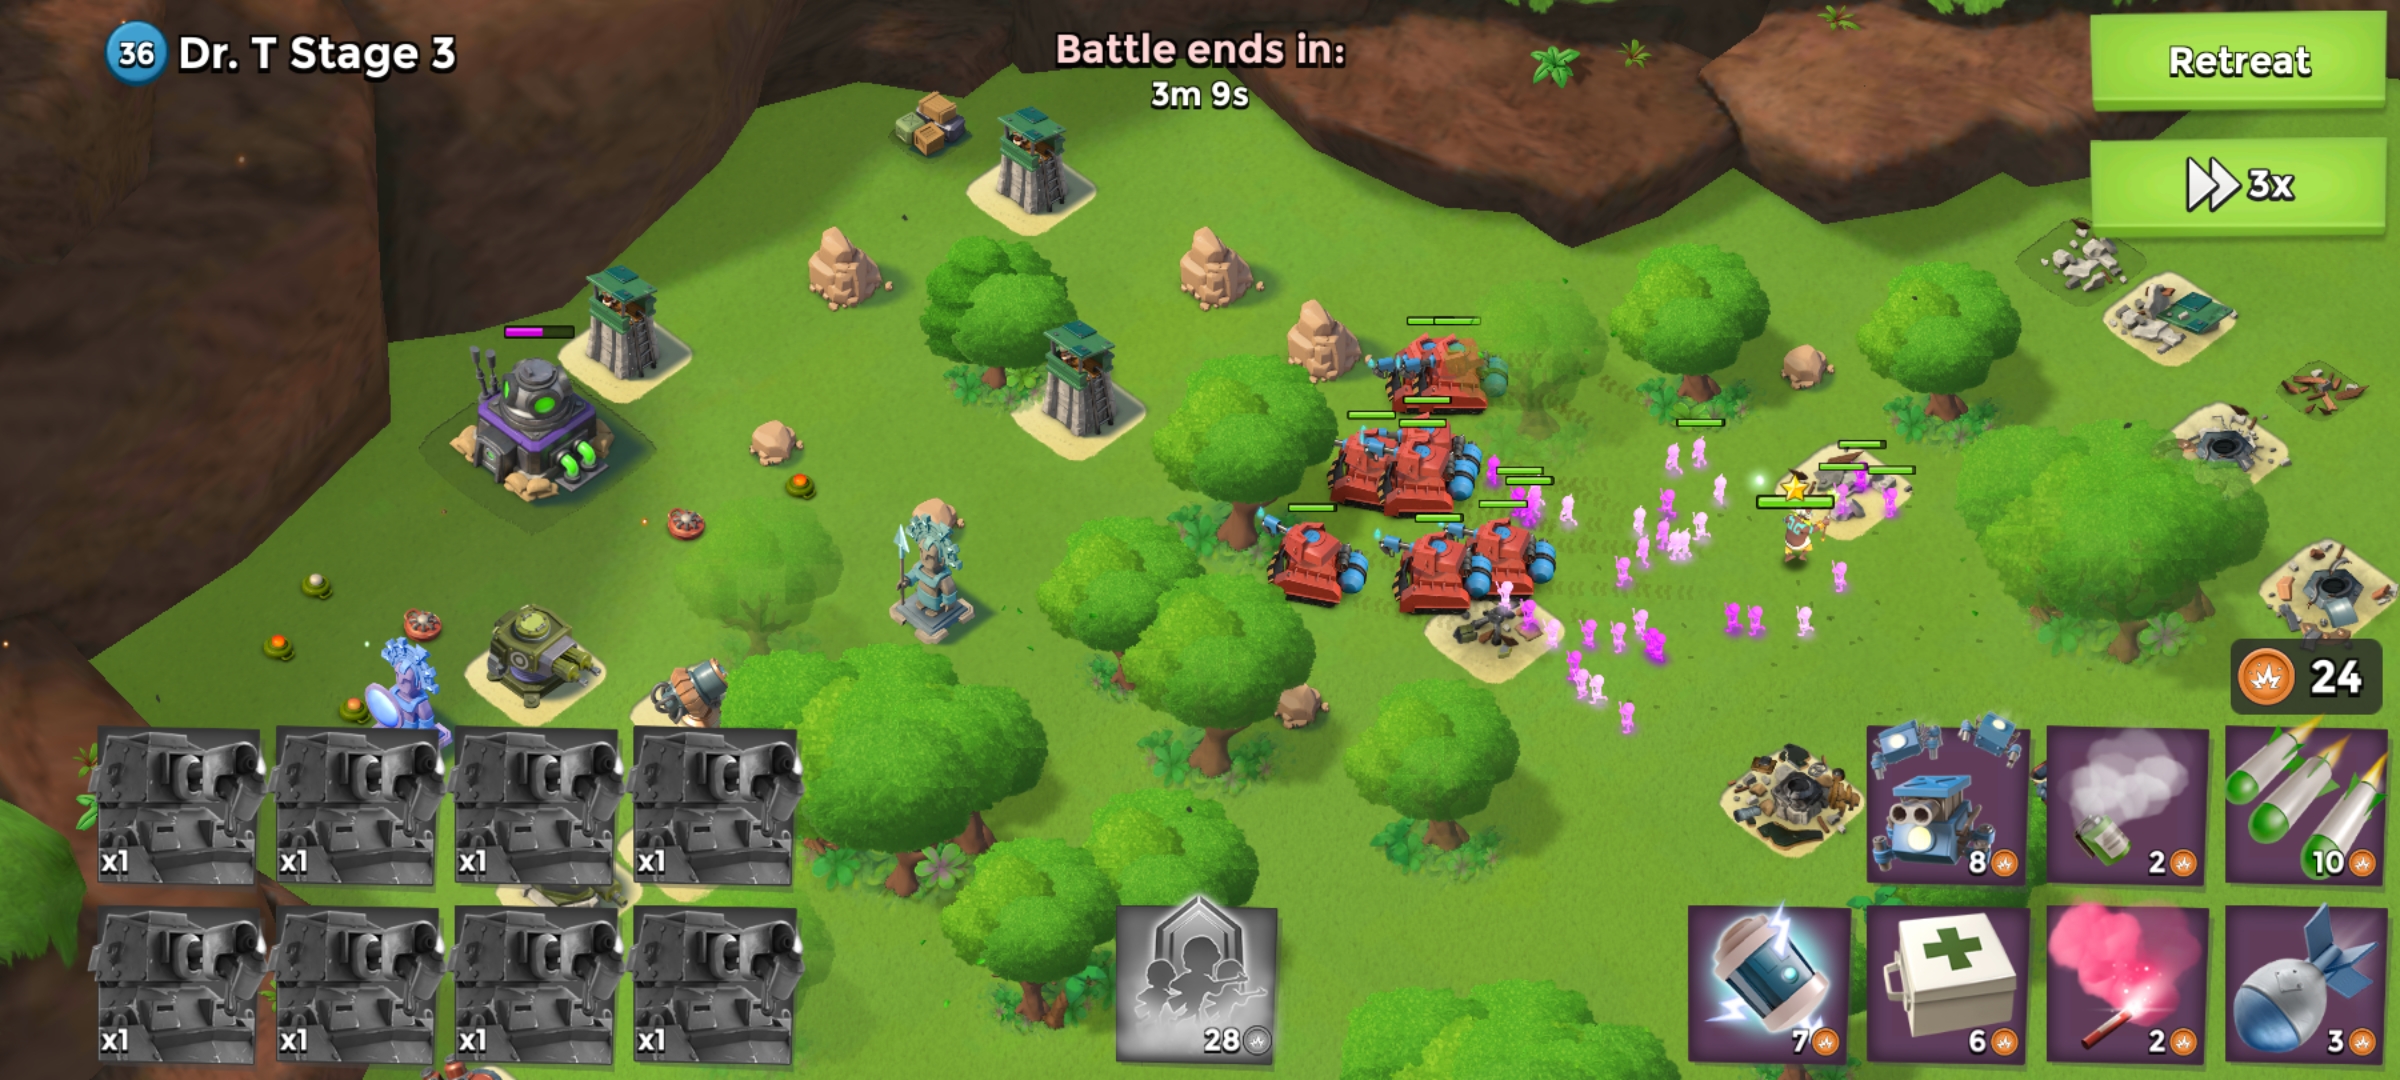 36 Dr. T Stage 3
Battle ends in:
3m 9s
Retreat
3x
24
8
2
10
x1
x1
x1
x1
x1
x1
x1
x1
28
7
6
2
3